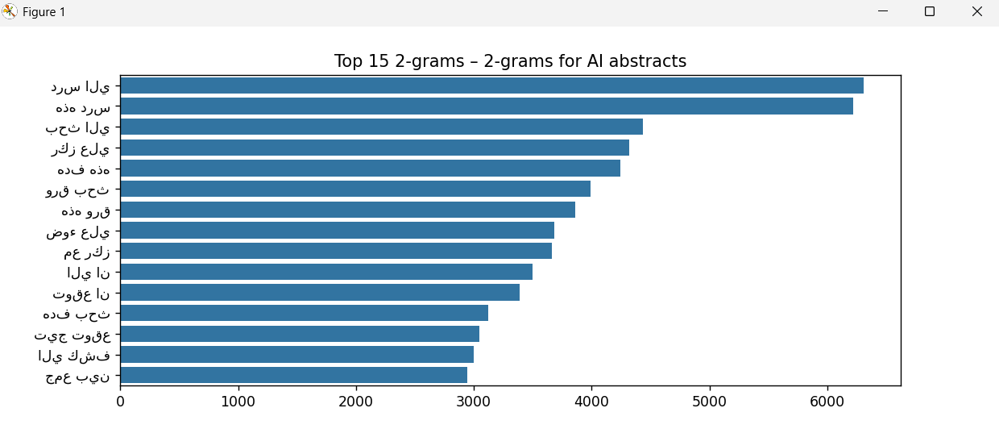 Figure 1
Top 15 2-grams – 2-grams for AI abstracts
درس الي
هذه درس
بحث الي
ركز علي
هدف هذه
ورق بحث
هذه ورق
ضوء علي
مع ركز
الي ان
توقع ان
هدف بحث
تيج توقع
الي كشف
جمع بين
0 1000 2000 3000 4000 5000 6000